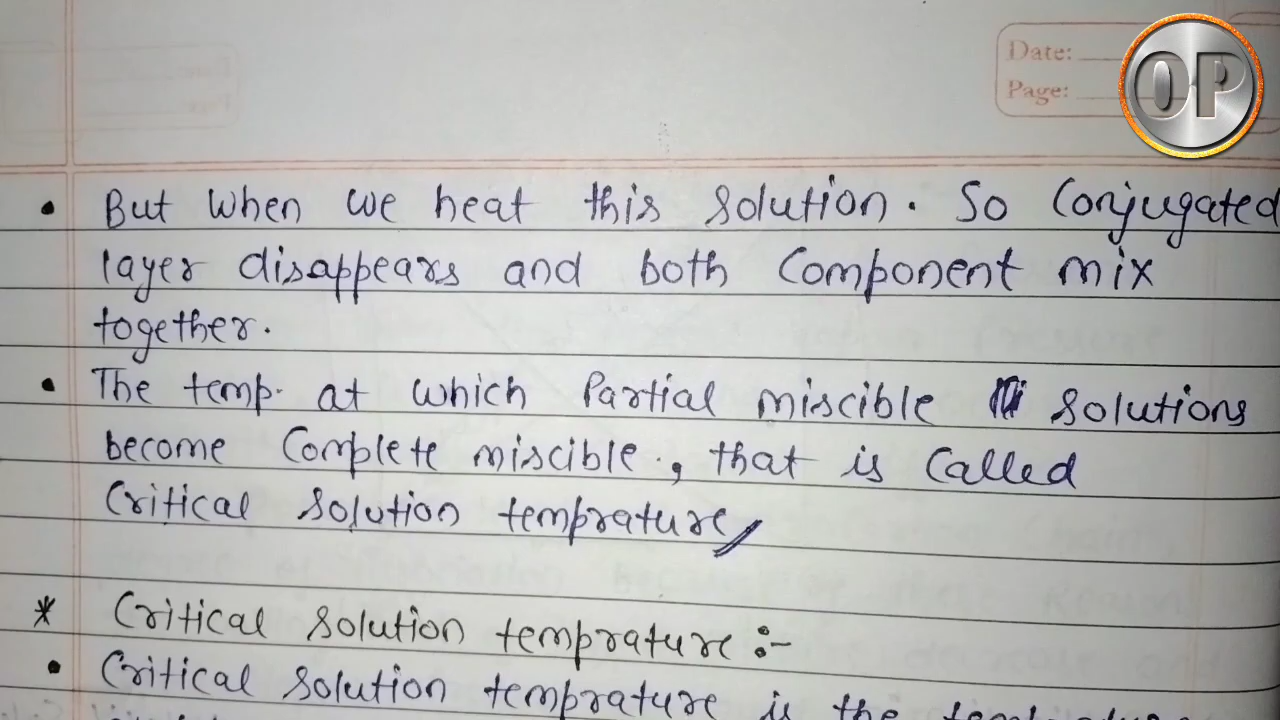 Date:
Page:
OP
• But when we heat this solution. So Conjugated
layer disappears and both Component mix
together.
• The temp. at which Partial miscible solutions
become Complete miscible., that is called
Critical solution temprature
* Critical solution temprature :-
• Critical solution temprature is the